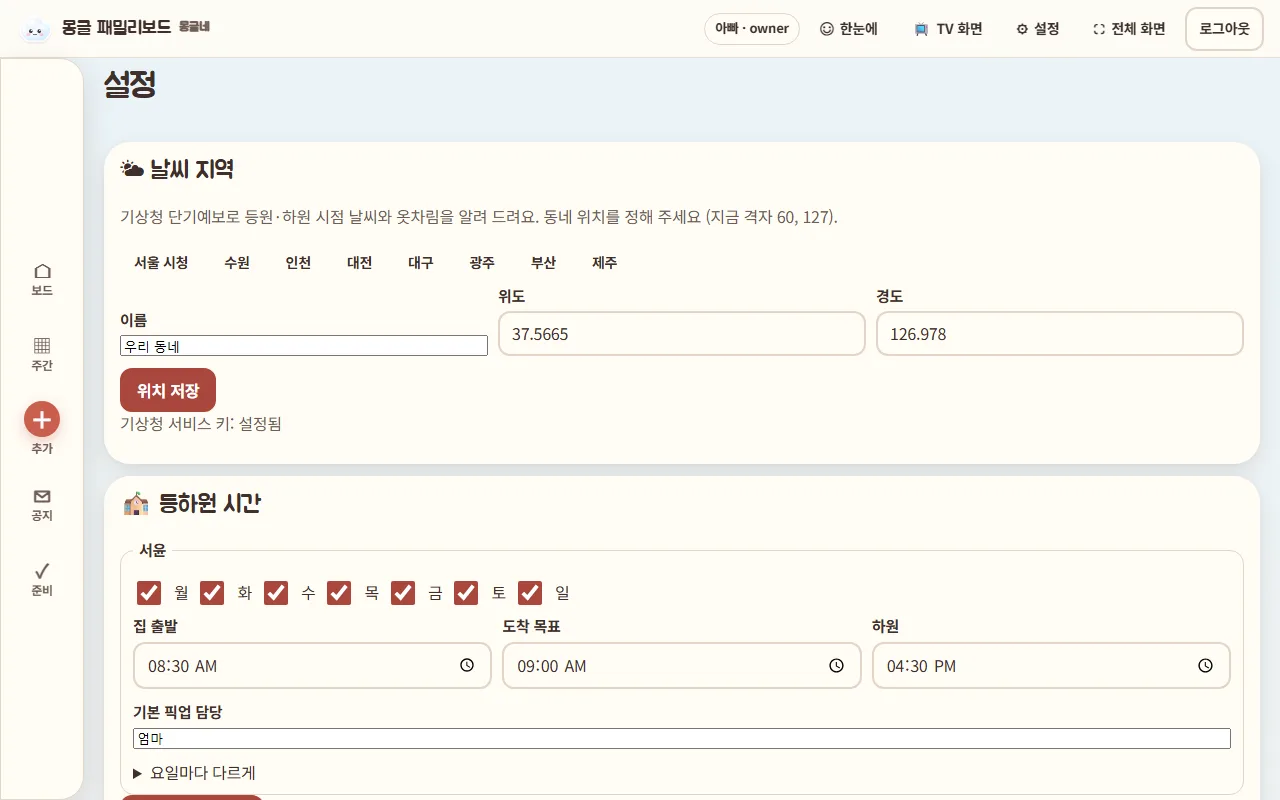 몽글 패밀리보드 몽글네
아빠 · owner
한눈에
TV 화면
설정
전체 화면
로그아웃
보드
주간
추가
공지
준비
설정
날씨 지역
기상청 단기예보로 등원·하원 시점 날씨와 옷차림을 알려 드려요. 동네 위치를 정해 주세요 (지금 격자 60, 127).
서울 시청 수원 인천 대전 대구 광주 부산 제주
이름
우리 동네
위도
37.5665
경도
126.978
위치 저장
기상청 서비스 키: 설정됨
등하원 시간
서윤
월 화 수 목 금 토 일
집 출발
08:30 AM
도착 목표
09:00 AM
하원
04:30 PM
기본 픽업 담당
엄마
요일마다 다르게